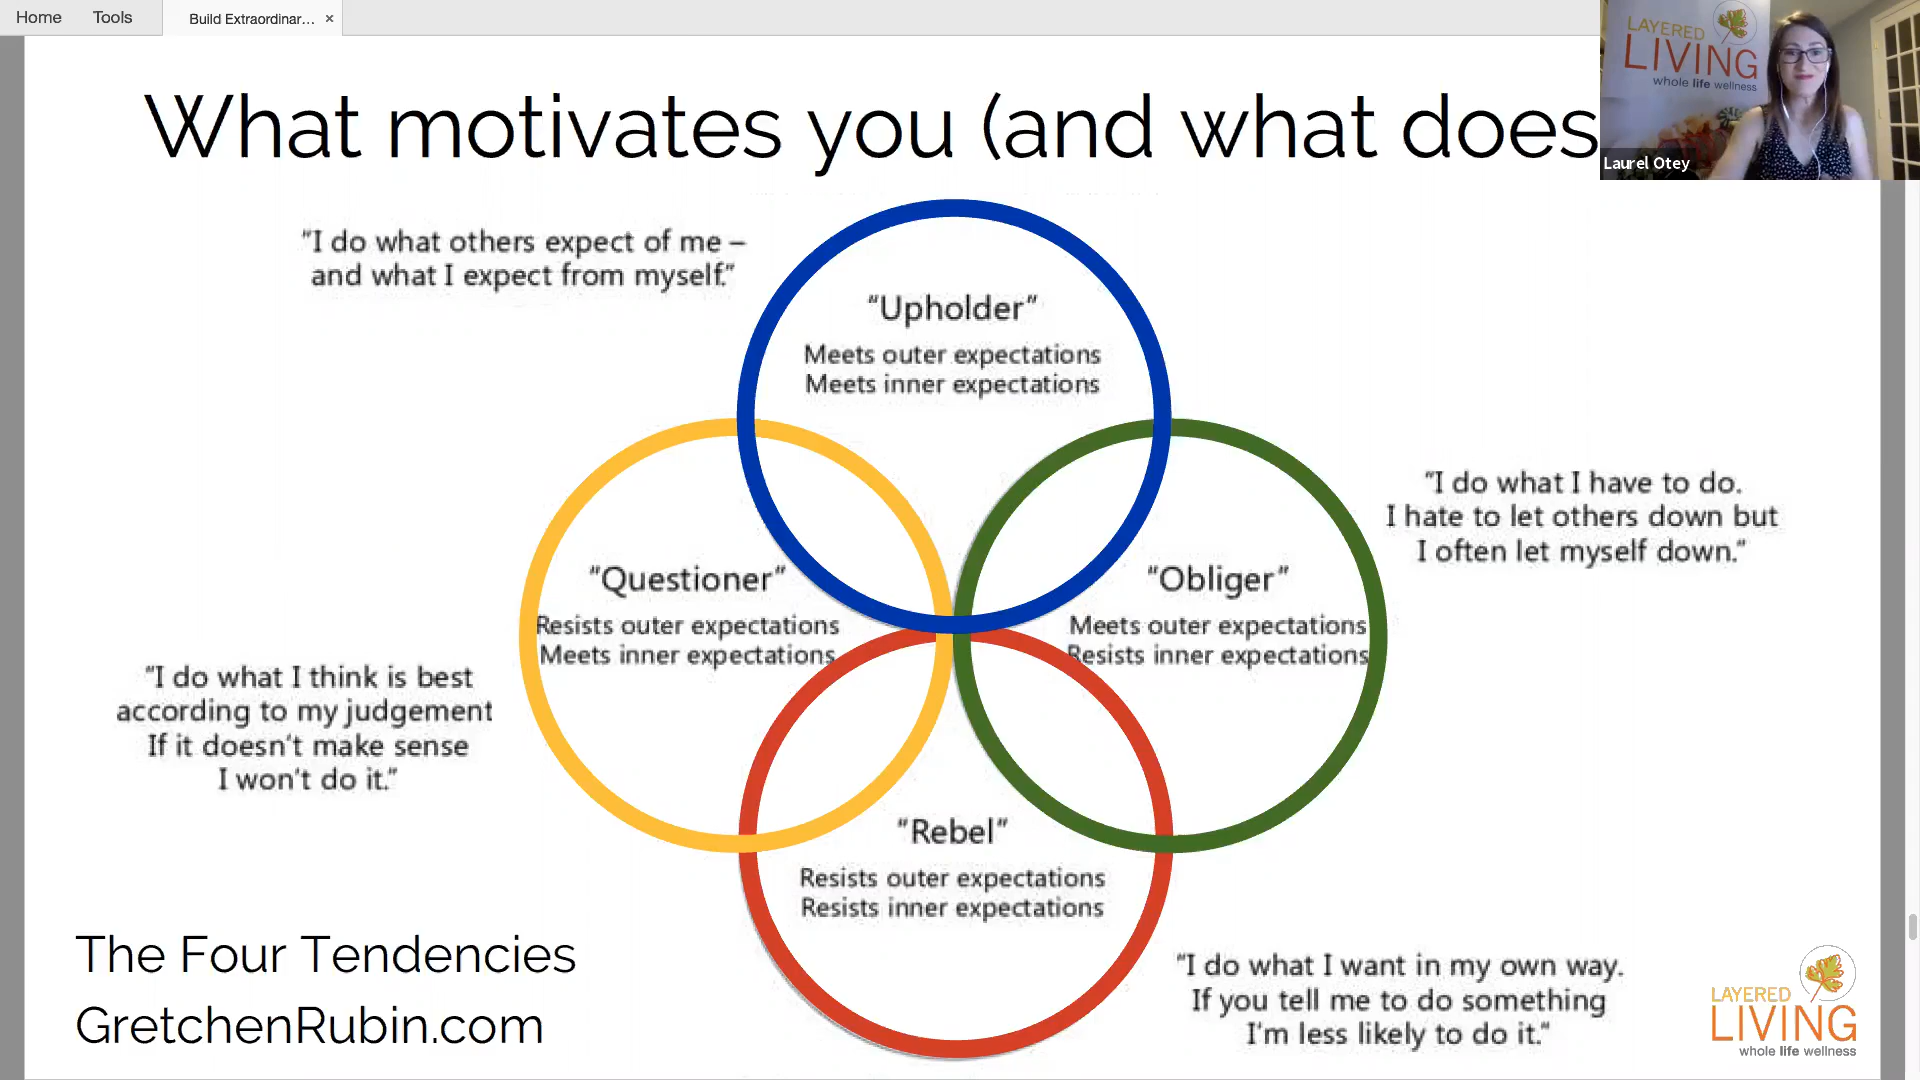 Home
Tools
Build Extraordinar... ×
LAYERED
LIVING
whole life wellness
Laurel Otey
What motivates you (and what does
"I do what others expect of me –
and what I expect from myself."
"Upholder"
Meets outer expectations
Meets inner expectations
"I do what I have to do.
I hate to let others down but
I often let myself down."
"Questioner"
Resists outer expectations
Meets inner expectations
"Obliger"
Meets outer expectations
Resists inner expectations
"I do what I think is best
according to my judgement
If it doesn't make sense
I won't do it."
"Rebel"
Resists outer expectations
Resists inner expectations
The Four Tendencies
GretchenRubin.com
"I do what I want in my own way.
If you tell me to do something
I'm less likely to do it."
LAYERED
LIVING
whole life wellness